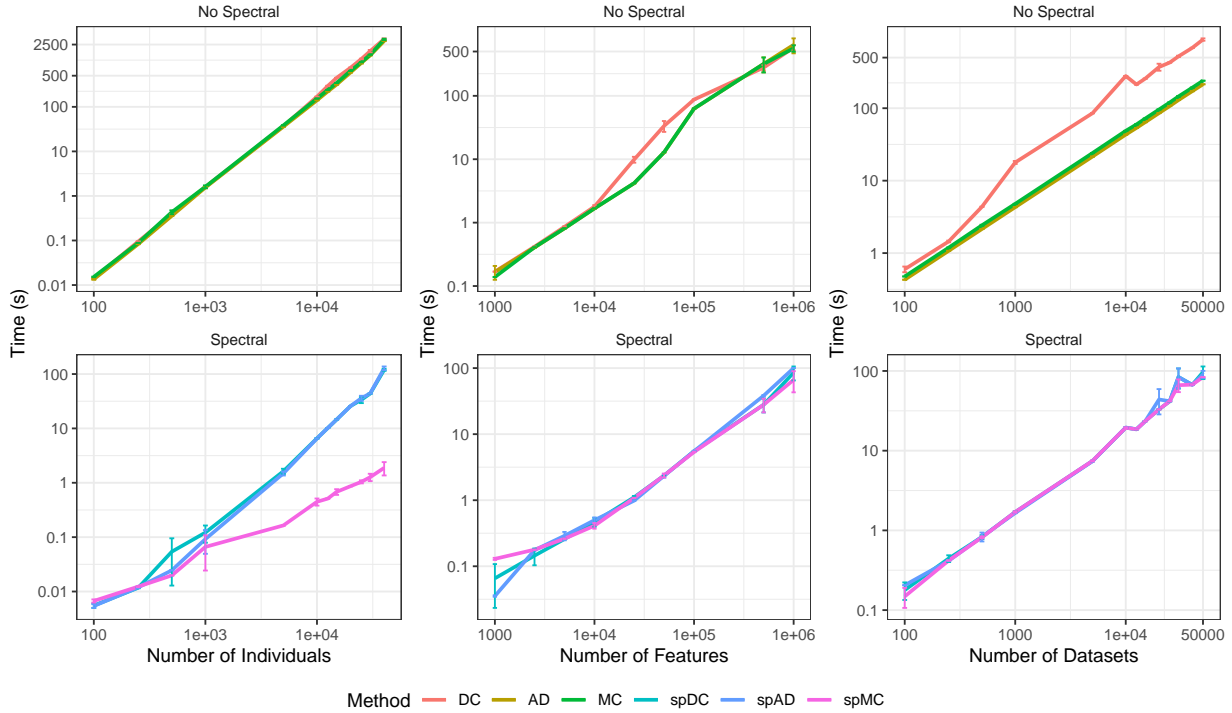 No Spectral
No Spectral
No Spectral
Time (s)
2500
500
100
10
1
0.1
0.01
100
1e+03
1e+04
Time (s)
500
100
10
1
0.1
1000
1e+04
1e+05
1e+06
Time (s)
500
100
10
1
100
1000
1e+04
50000
Spectral
Spectral
Spectral
100
10
1
0.1
0.01
100
1e+03
1e+04
Number of Individuals
100
10
1
0.1
1000
1e+04
1e+05
1e+06
Number of Features
100
10
1
0.1
100
1000
1e+04
50000
Number of Datasets
Method DC AD MC spDC spAD spMC